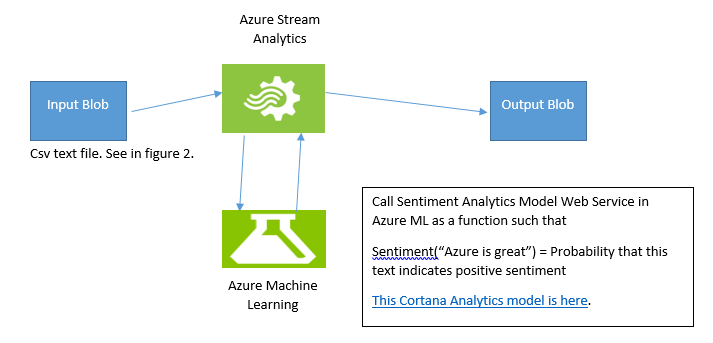 Azure Stream
Analytics
Input Blob
Output Blob
Csv text file. See in figure 2.
Call Sentiment Analytics Model Web Service in
Azure ML as a function such that
Sentiment(“Azure is great”) = Probability that this
text indicates positive sentiment
This Cortana Analytics model is here.
Azure Machine
Learning